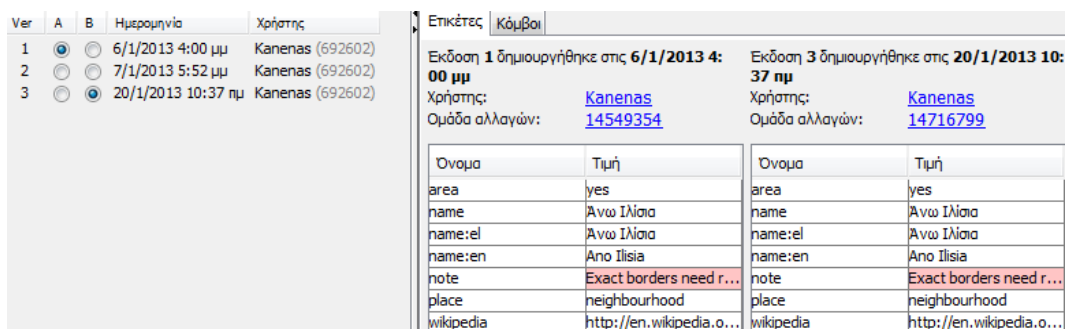 Ver A B Ημερομηνία Χρήστης
1 6/1/2013 4:00 μμ Kanenas (692602)
2 7/1/2013 5:52 μμ Kanenas (692602)
3 20/1/2013 10:37 πμ Kanenas (692602)
Ετικέτες Κόμβοι
Έκδοση 1 δημιουργήθηκε στις 6/1/2013 4:
00 μμ
Χρήστης: Kanenas
Ομάδα αλλαγών: 14549354
Όνομα Τιμή
area yes
name Άνω Ιλίσια
name:el Άνω Ιλίσια
name:en Ano Ilisia
note Exact borders need r...
place neighbourhood
wikipedia http://en.wikipedia.o...
Έκδοση 3 δημιουργήθηκε στις 20/1/2013 10:
37 πμ
Χρήστης: Kanenas
Ομάδα αλλαγών: 14716799
Όνομα Τιμή
area yes
name Άνω Ιλίσια
name:el Άνω Ιλίσια
name:en Ano Ilisia
note Exact borders need r...
place neighbourhood
wikipedia http://en.wikipedia.o...